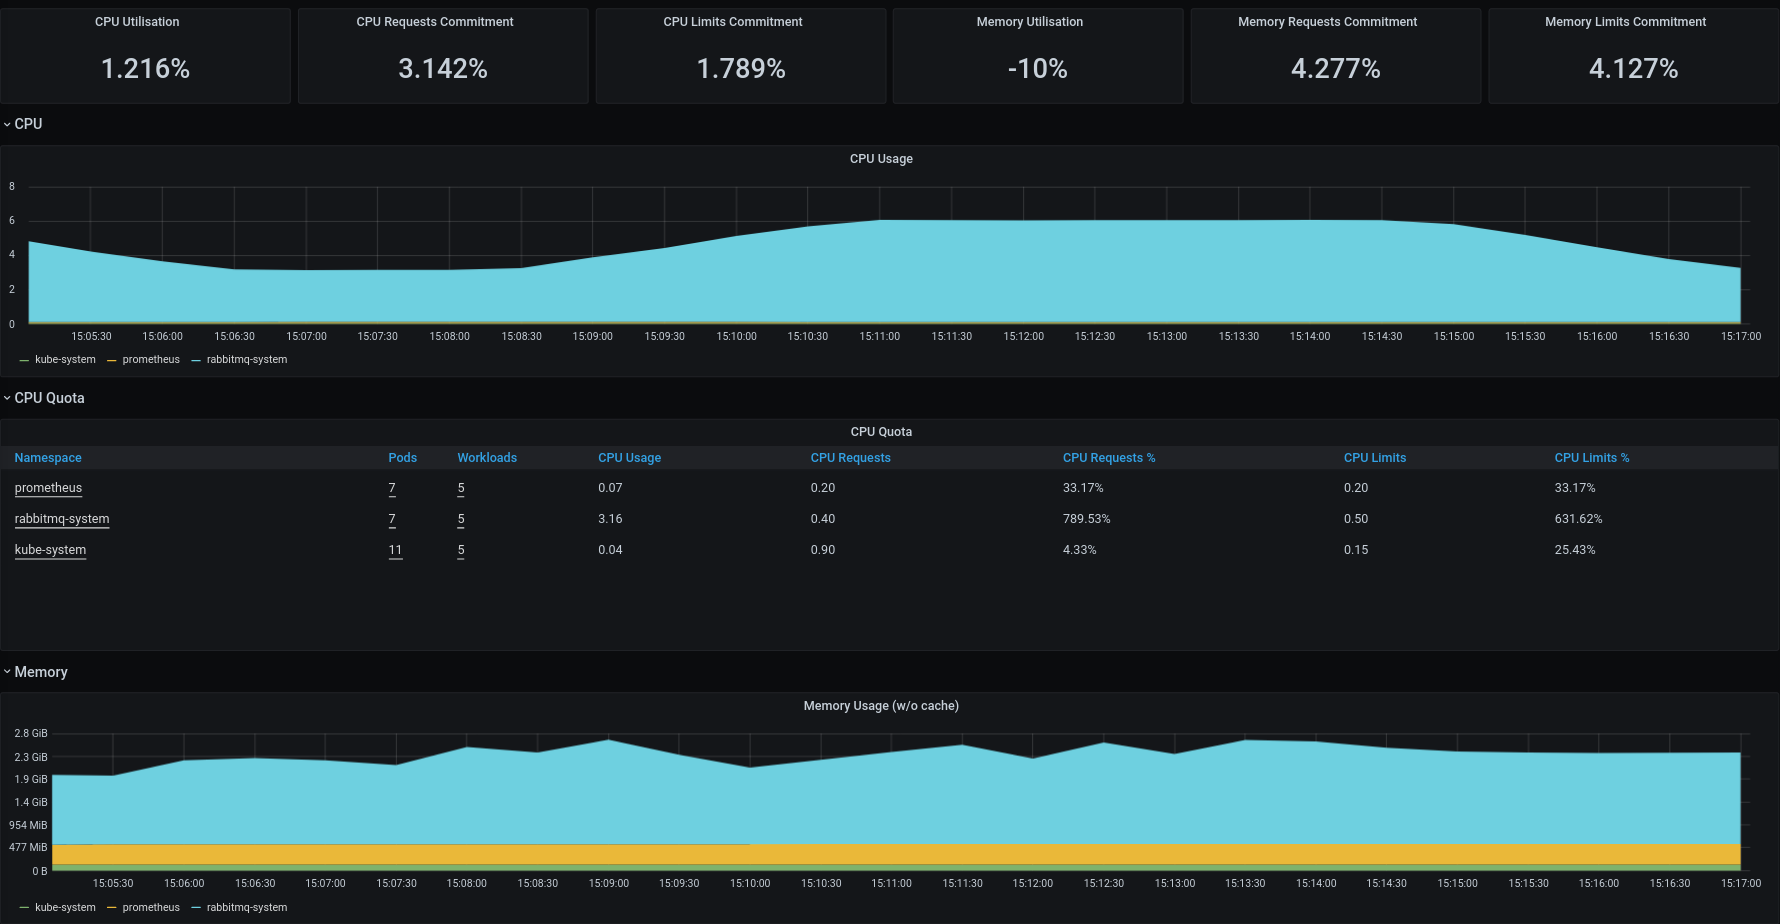 CPU Utilisation CPU Requests Commitment CPU Limits Commitment Memory Utilisation Memory Requests Commitment Memory Limits Commitment
1.216% 3.142% 1.789% -10% 4.277% 4.127%
CPU
CPU Usage
8
6
4
2
0
15:05:30 15:06:00 15:06:30 15:07:00 15:07:30 15:08:00 15:08:30 15:09:00 15:09:30 15:10:00 15:10:30 15:11:00 15:11:30 15:12:00 15:12:30 15:13:00 15:13:30 15:14:00 15:14:30 15:15:00 15:15:30 15:16:00 15:16:30 15:17:00
kube-system prometheus rabbitmq-system
CPU Quota
CPU Quota
Namespace Pods Workloads CPU Usage CPU Requests CPU Requests % CPU Limits CPU Limits %
prometheus 7 5 0.07 0.20 33.17% 0.20 33.17%
rabbitmq-system 7 5 3.16 0.40 789.53% 0.50 631.62%
kube-system 11 5 0.04 0.90 4.33% 0.15 25.43%
Memory
Memory Usage (w/o cache)
2.8 GiB
2.3 GiB
1.9 GiB
1.4 GiB
954 MiB
477 MiB
0 B
15:05:30 15:06:00 15:06:30 15:07:00 15:07:30 15:08:00 15:08:30 15:09:00 15:09:30 15:10:00 15:10:30 15:11:00 15:11:30 15:12:00 15:12:30 15:13:00 15:13:30 15:14:00 15:14:30 15:15:00 15:15:30 15:16:00 15:16:30 15:17:00
kube-system prometheus rabbitmq-system